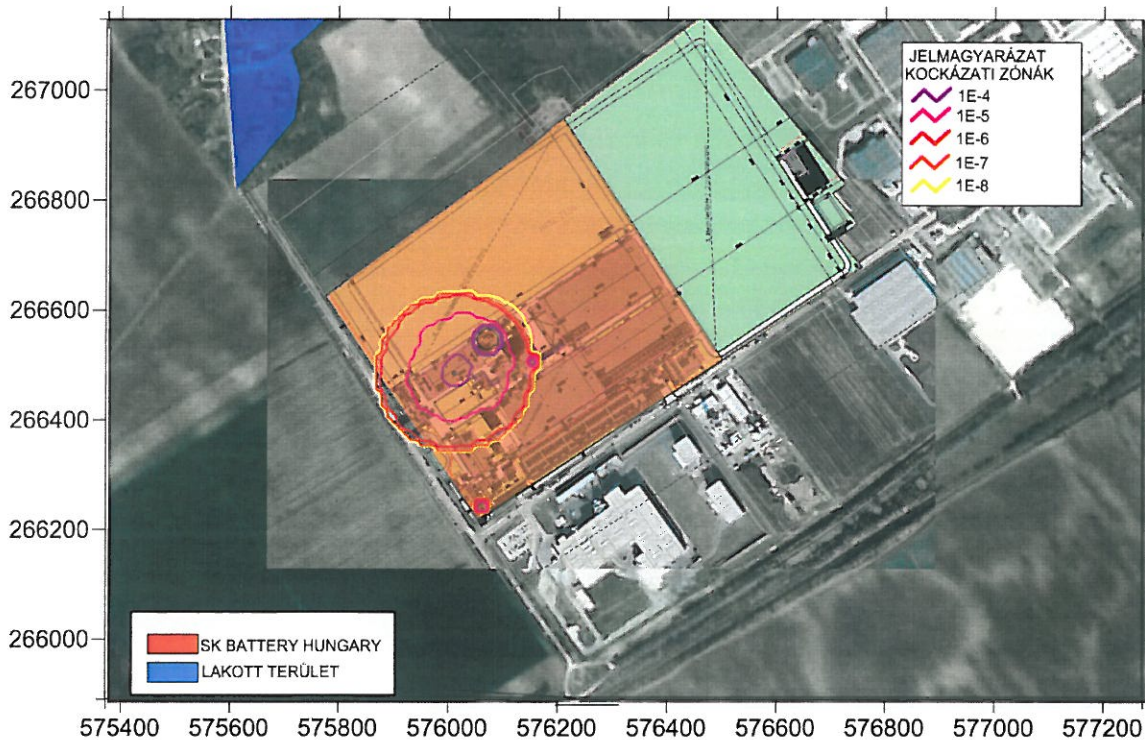 JELMAGYARÁZAT
KOCKÁZATI ZÓNÁK
1E-4
1E-5
1E-6
1E-7
1E-8
267000
266800
266600
266400
266200
266000
SK BATTERY HUNGARY
LAKOTT TERÜLET
575400 575600 575800 576000 576200 576400 576600 576800 577000 577200